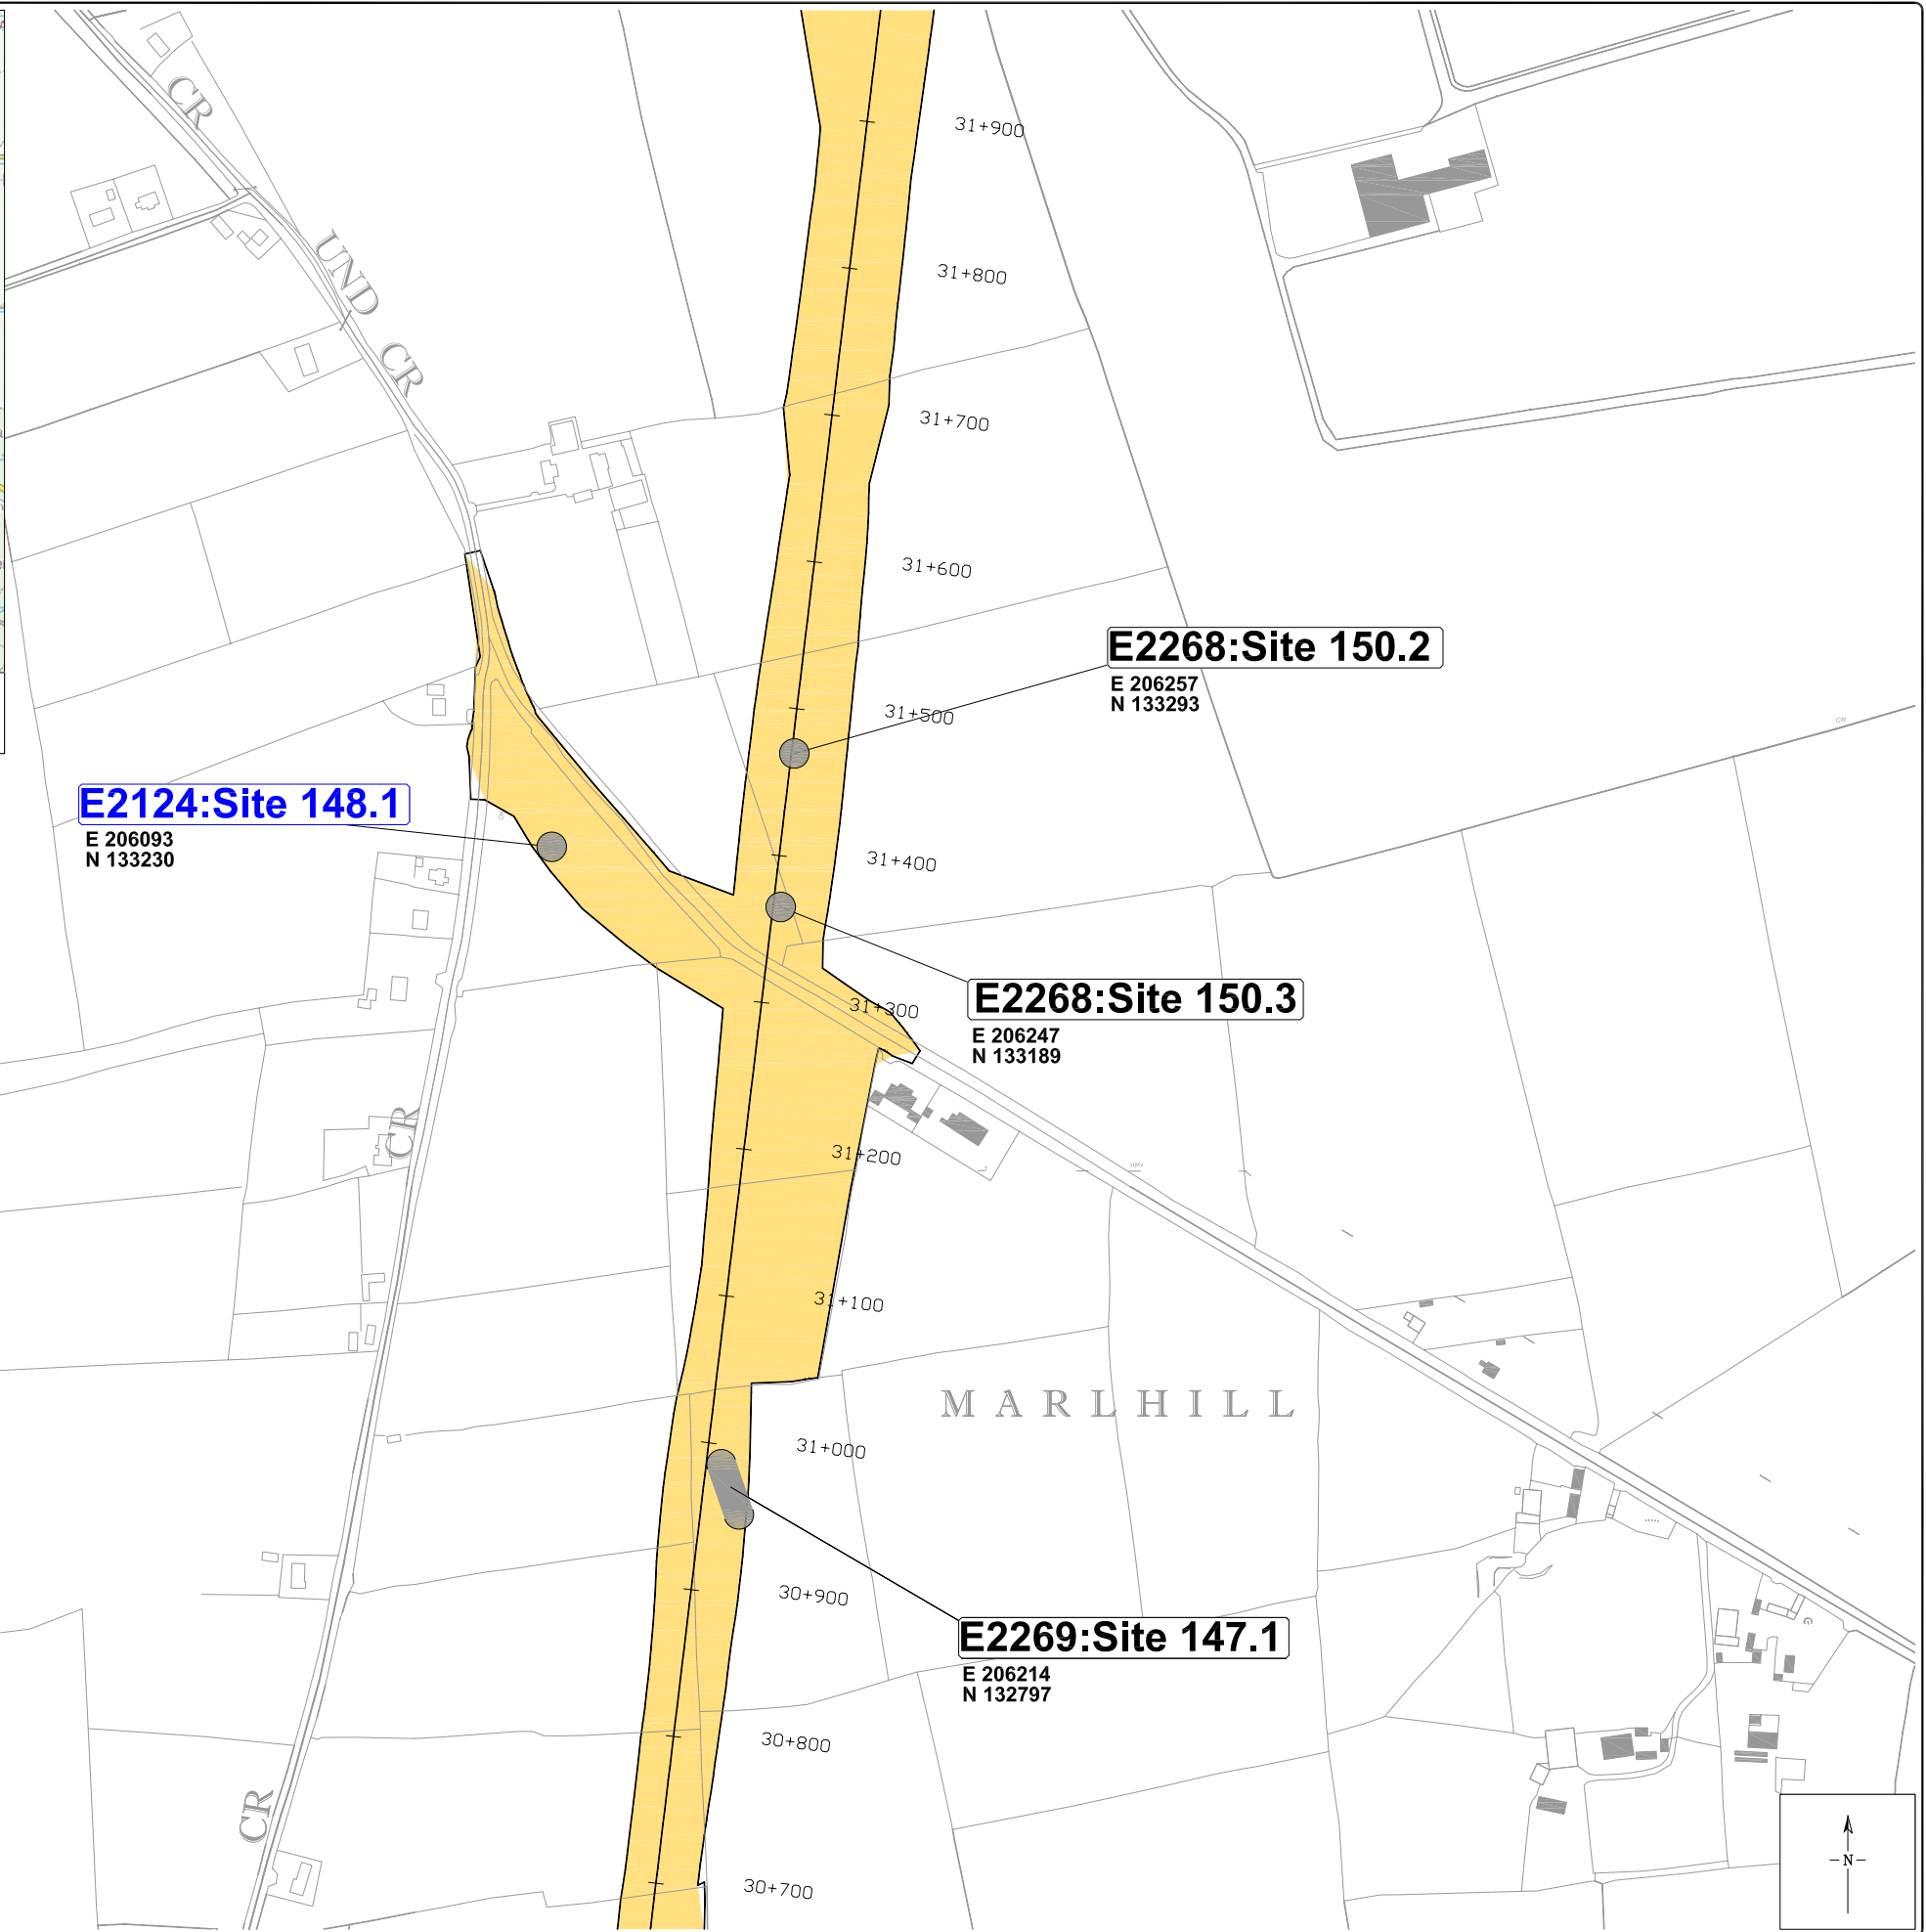 CR
31+900
UND
31+800
CR
31+700
31+600
E2268:Site 150.2
E 206257
N 133293
31+500
CW
E2124:Site 148.1
E 206093
N 133230
31+400
E2268:Site 150.3
E 206247
N 133189
31+300
CR
31+200
31+100
MARLHILL
31+000
30+900
E2269:Site 147.1
E 206214
N 132797
30+800
CR
N
30+700